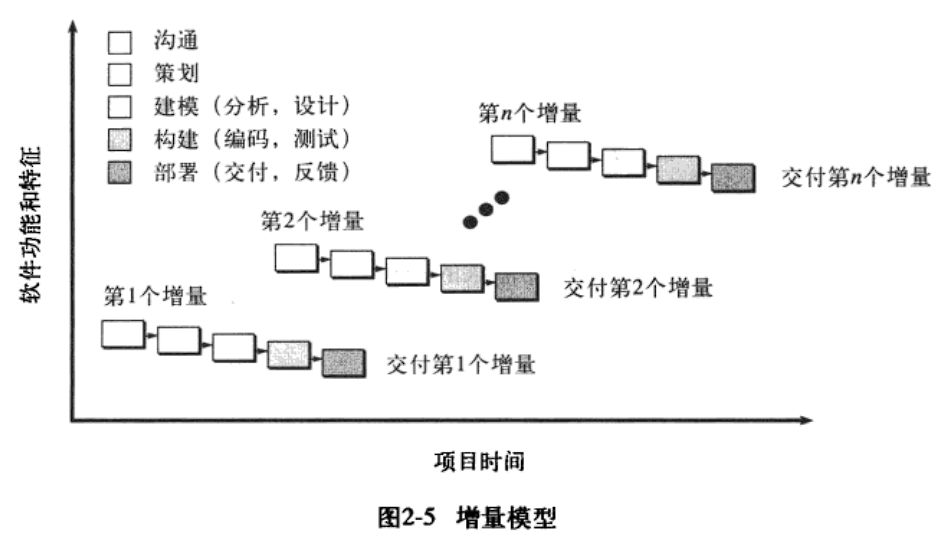 沟通
策划
建模（分析，设计）
构建（编码，测试）
部署（交付，反馈）
第n个增量
交付第n个增量
第2个增量
交付第2个增量
第1个增量
交付第1个增量
软件功能和特征
项目时间
图2-5 增量模型